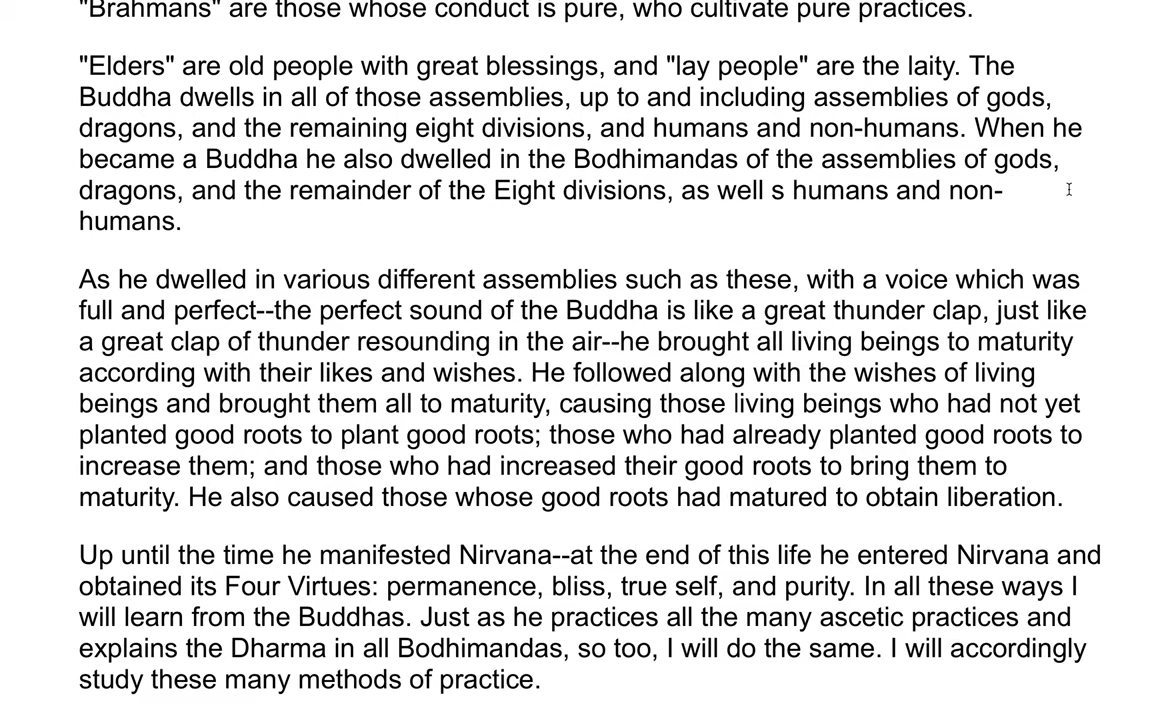 "Brahmans" are those whose conduct is pure, who cultivate pure practices.
"Elders" are old people with great blessings, and "lay people" are the laity. The
Buddha dwells in all of those assemblies, up to and including assemblies of gods,
dragons, and the remaining eight divisions, and humans and non-humans. When he
became a Buddha he also dwelled in the Bodhimandas of the assemblies of gods,
dragons, and the remainder of the Eight divisions, as well s humans and non-
humans.
As he dwelled in various different assemblies such as these, with a voice which was
full and perfect--the perfect sound of the Buddha is like a great thunder clap, just like
a great clap of thunder resounding in the air--he brought all living beings to maturity
according with their likes and wishes. He followed along with the wishes of living
beings and brought them all to maturity, causing those living beings who had not yet
planted good roots to plant good roots; those who had already planted good roots to
increase them; and those who had increased their good roots to bring them to
maturity. He also caused those whose good roots had matured to obtain liberation.
Up until the time he manifested Nirvana--at the end of this life he entered Nirvana and
obtained its Four Virtues: permanence, bliss, true self, and purity. In all these ways I
will learn from the Buddhas. Just as he practices all the many ascetic practices and
explains the Dharma in all Bodhimandas, so too, I will do the same. I will accordingly
study these many methods of practice.